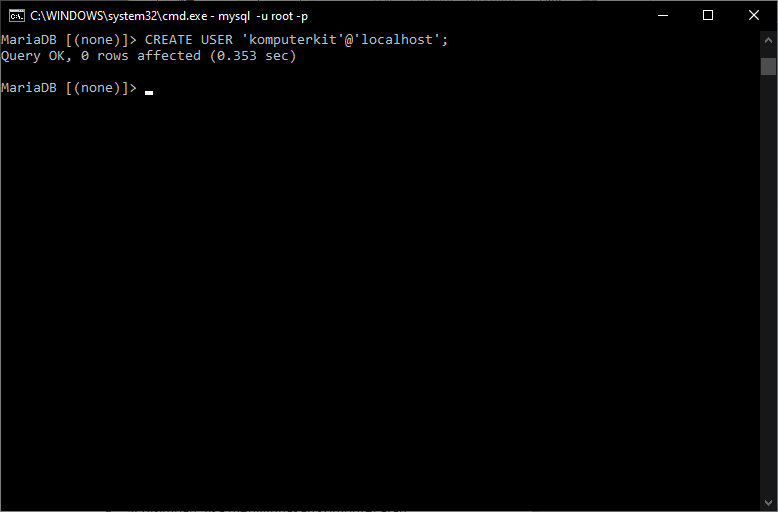 C:\WINDOWS\system32\cmd.exe - mysql  -u root -p
MariaDB [(none)]> CREATE USER 'komputerkit'@'localhost';
Query OK, 0 rows affected (0.353 sec)
MariaDB [(none)]>